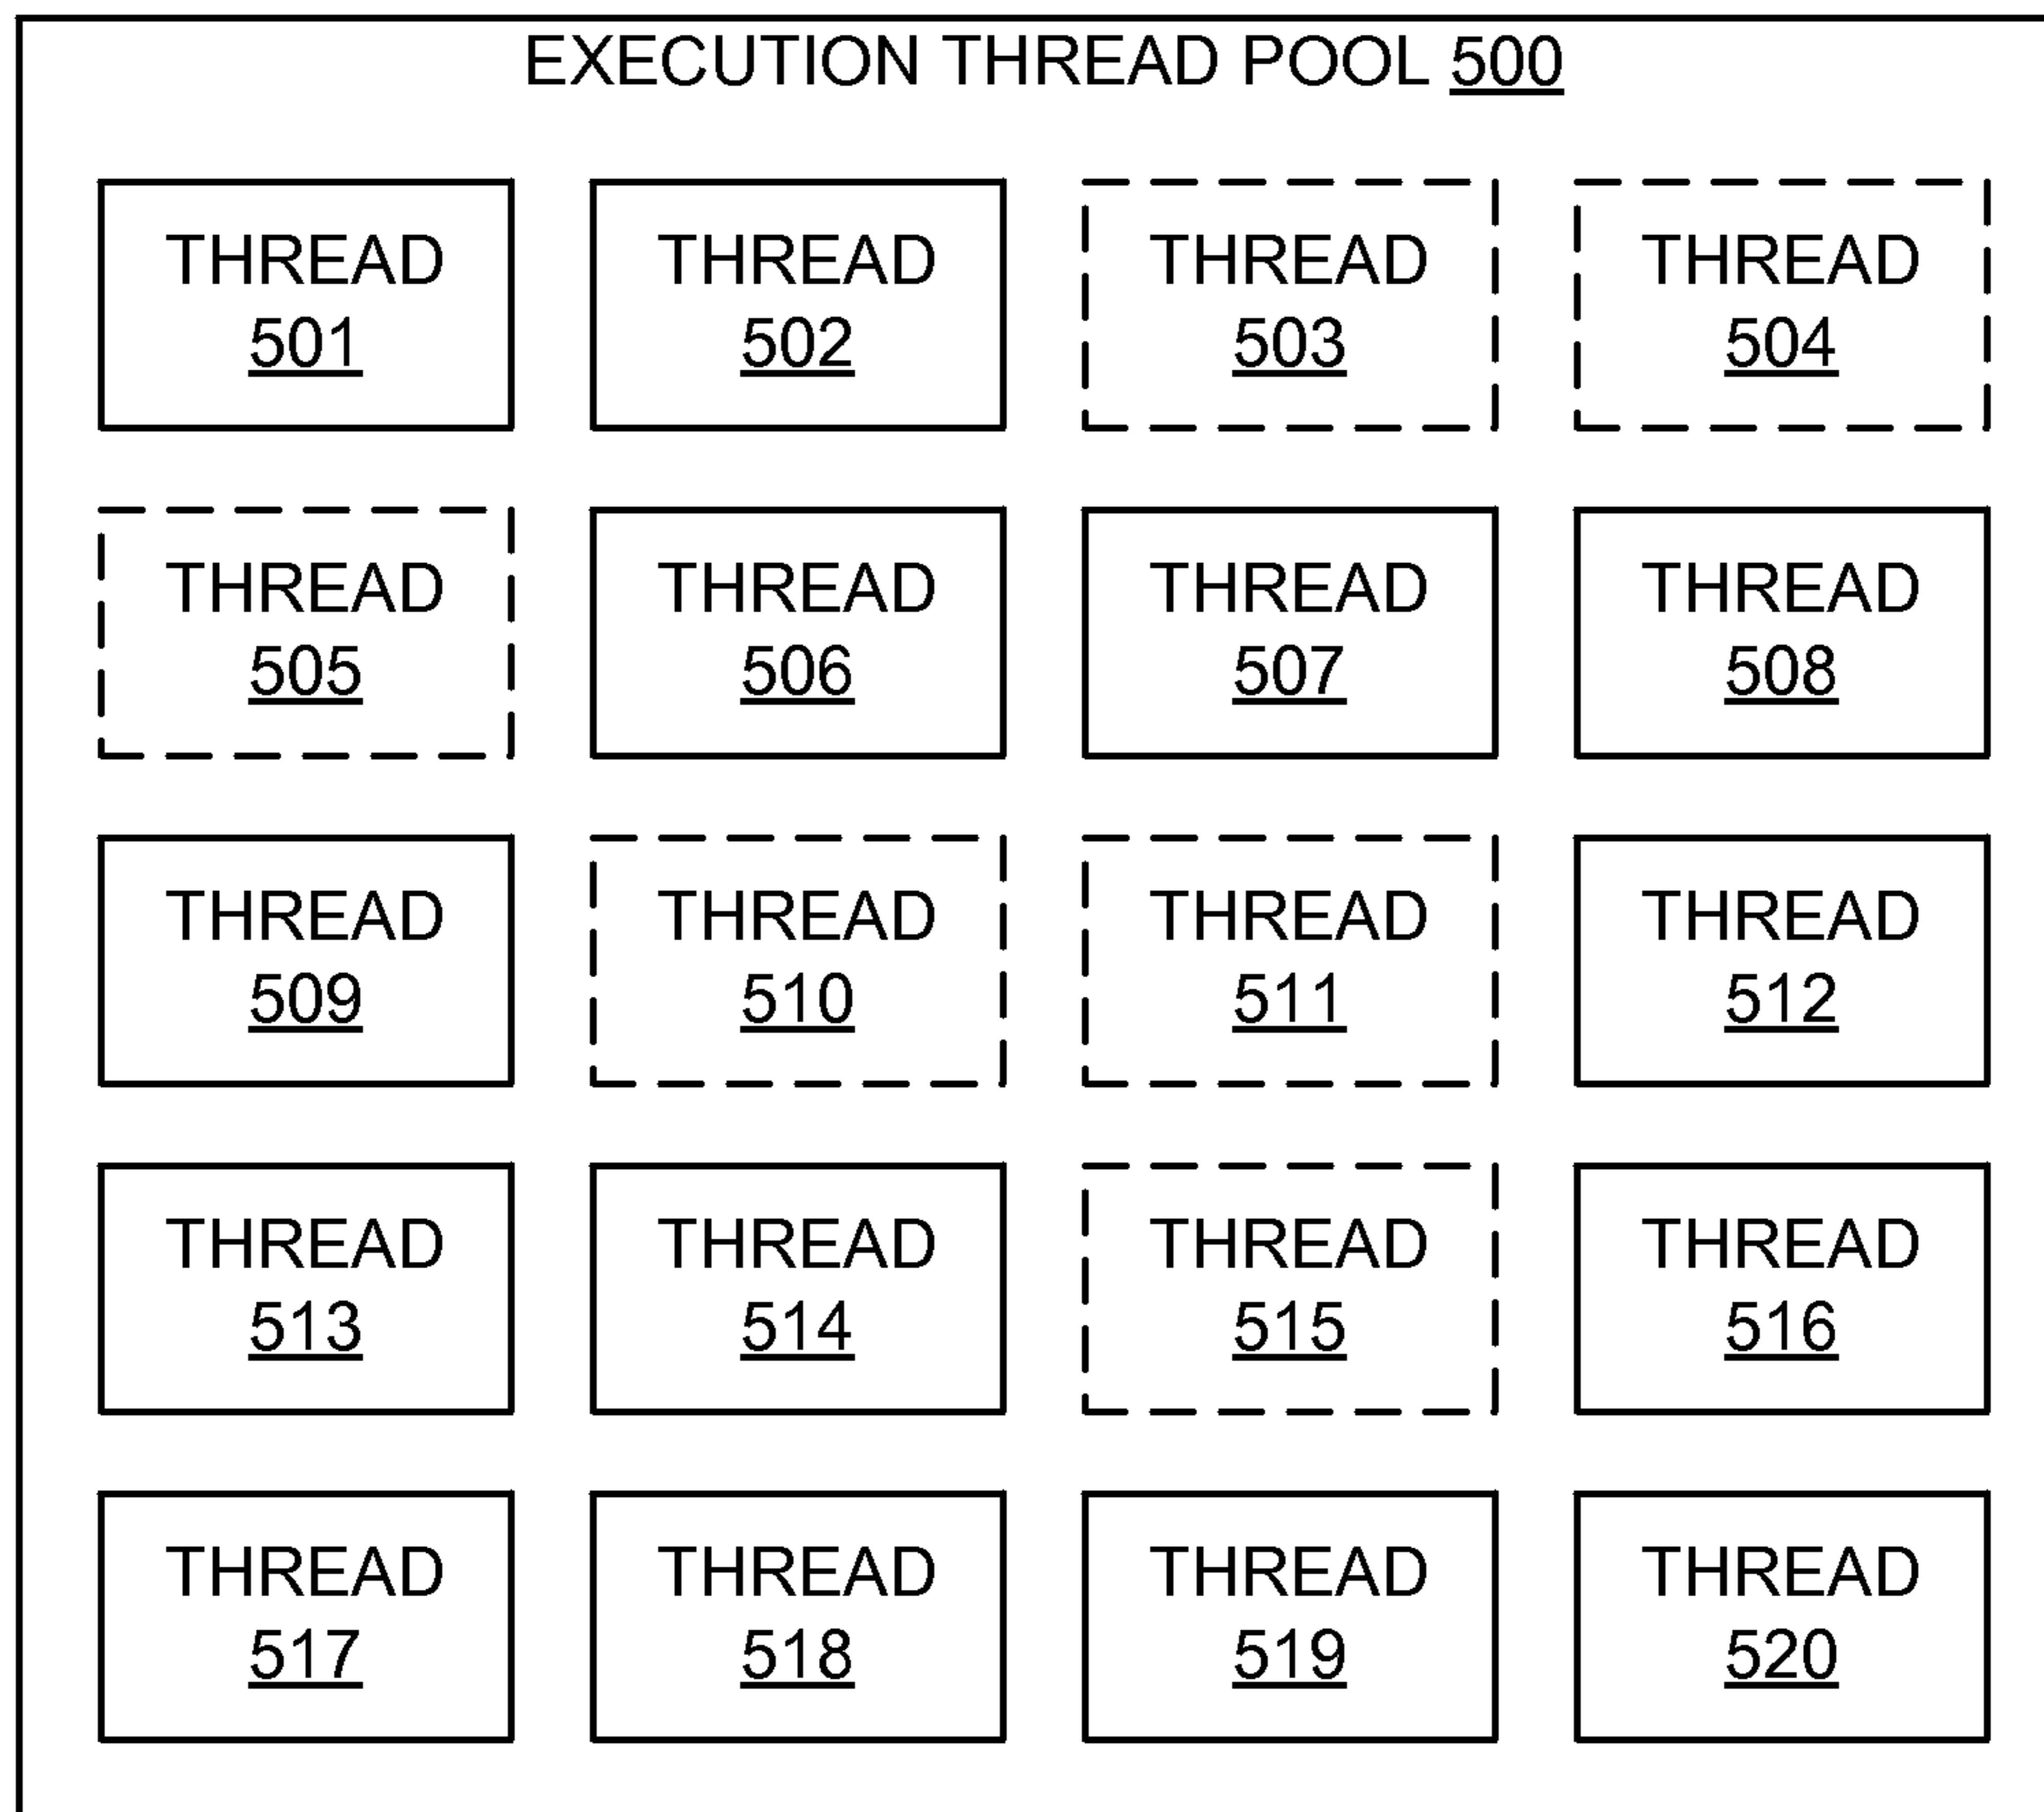 EXECUTION THREAD POOL 500
THREAD THREAD THREAD THREAD
501 502 503 504
THREAD THREAD THREAD THREAD
505 506 507 508
THREAD THREAD THREAD THREAD
509 510 511 512
THREAD THREAD THREAD THREAD
513 514 515 516
THREAD THREAD THREAD THREAD
517 518 519 520